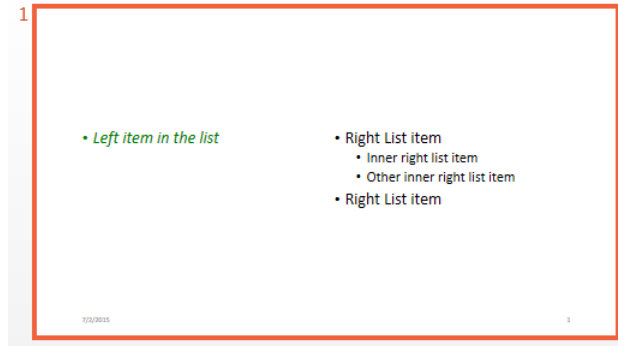 1
• Left item in the list
• Right List item
• Inner right list item
• Other inner right list item
• Right List item
7/2/2015
1